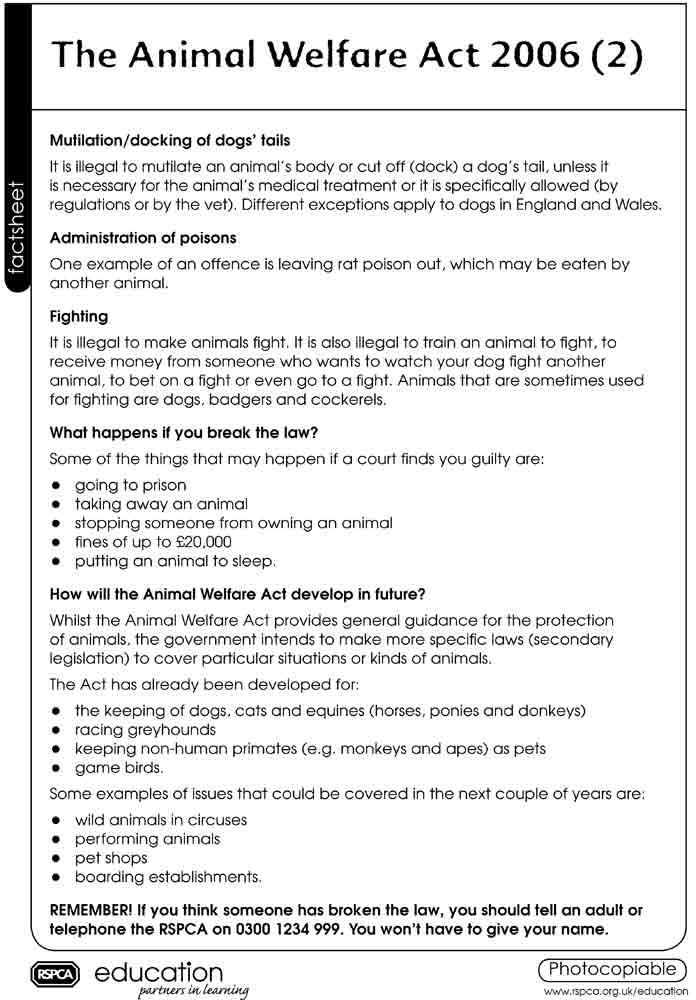 The Animal Welfare Act 2006 (2)
factsheet
Mutilation/docking of dogs' tails
It is illegal to mutilate an animal's body or cut off (dock) a dog's tail, unless it
is necessary for the animal's medical treatment or it is specifically allowed (by
regulations or by the vet). Different exceptions apply to dogs in England and Wales.
Administration of poisons
One example of an offence is leaving rat poison out, which may be eaten by
another animal.
Fighting
It is illegal to make animals fight. It is also illegal to train an animal to fight, to
receive money from someone who wants to watch your dog fight another
animal, to bet on a fight or even go to a fight. Animals that are sometimes used
for fighting are dogs, badgers and cockerels.
What happens if you break the law?
Some of the things that may happen if a court finds you guilty are:
● going to prison
● taking away an animal
● stopping someone from owning an animal
● fines of up to £20,000
● putting an animal to sleep.
How will the Animal Welfare Act develop in future?
Whilst the Animal Welfare Act provides general guidance for the protection
of animals, the government intends to make more specific laws (secondary
legislation) to cover particular situations or kinds of animals.
The Act has already been developed for:
● the keeping of dogs, cats and equines (horses, ponies and donkeys)
● racing greyhounds
● keeping non-human primates (e.g. monkeys and apes) as pets
● game birds.
Some examples of issues that could be covered in the next couple of years are:
● wild animals in circuses
● performing animals
● pet shops
● boarding establishments.
REMEMBER! If you think someone has broken the law, you should tell an adult or
telephone the RSPCA on 0300 1234 999. You won't have to give your name.
RSPCA education
partners in learning
Photocopiable
www.rspca.org.uk/education